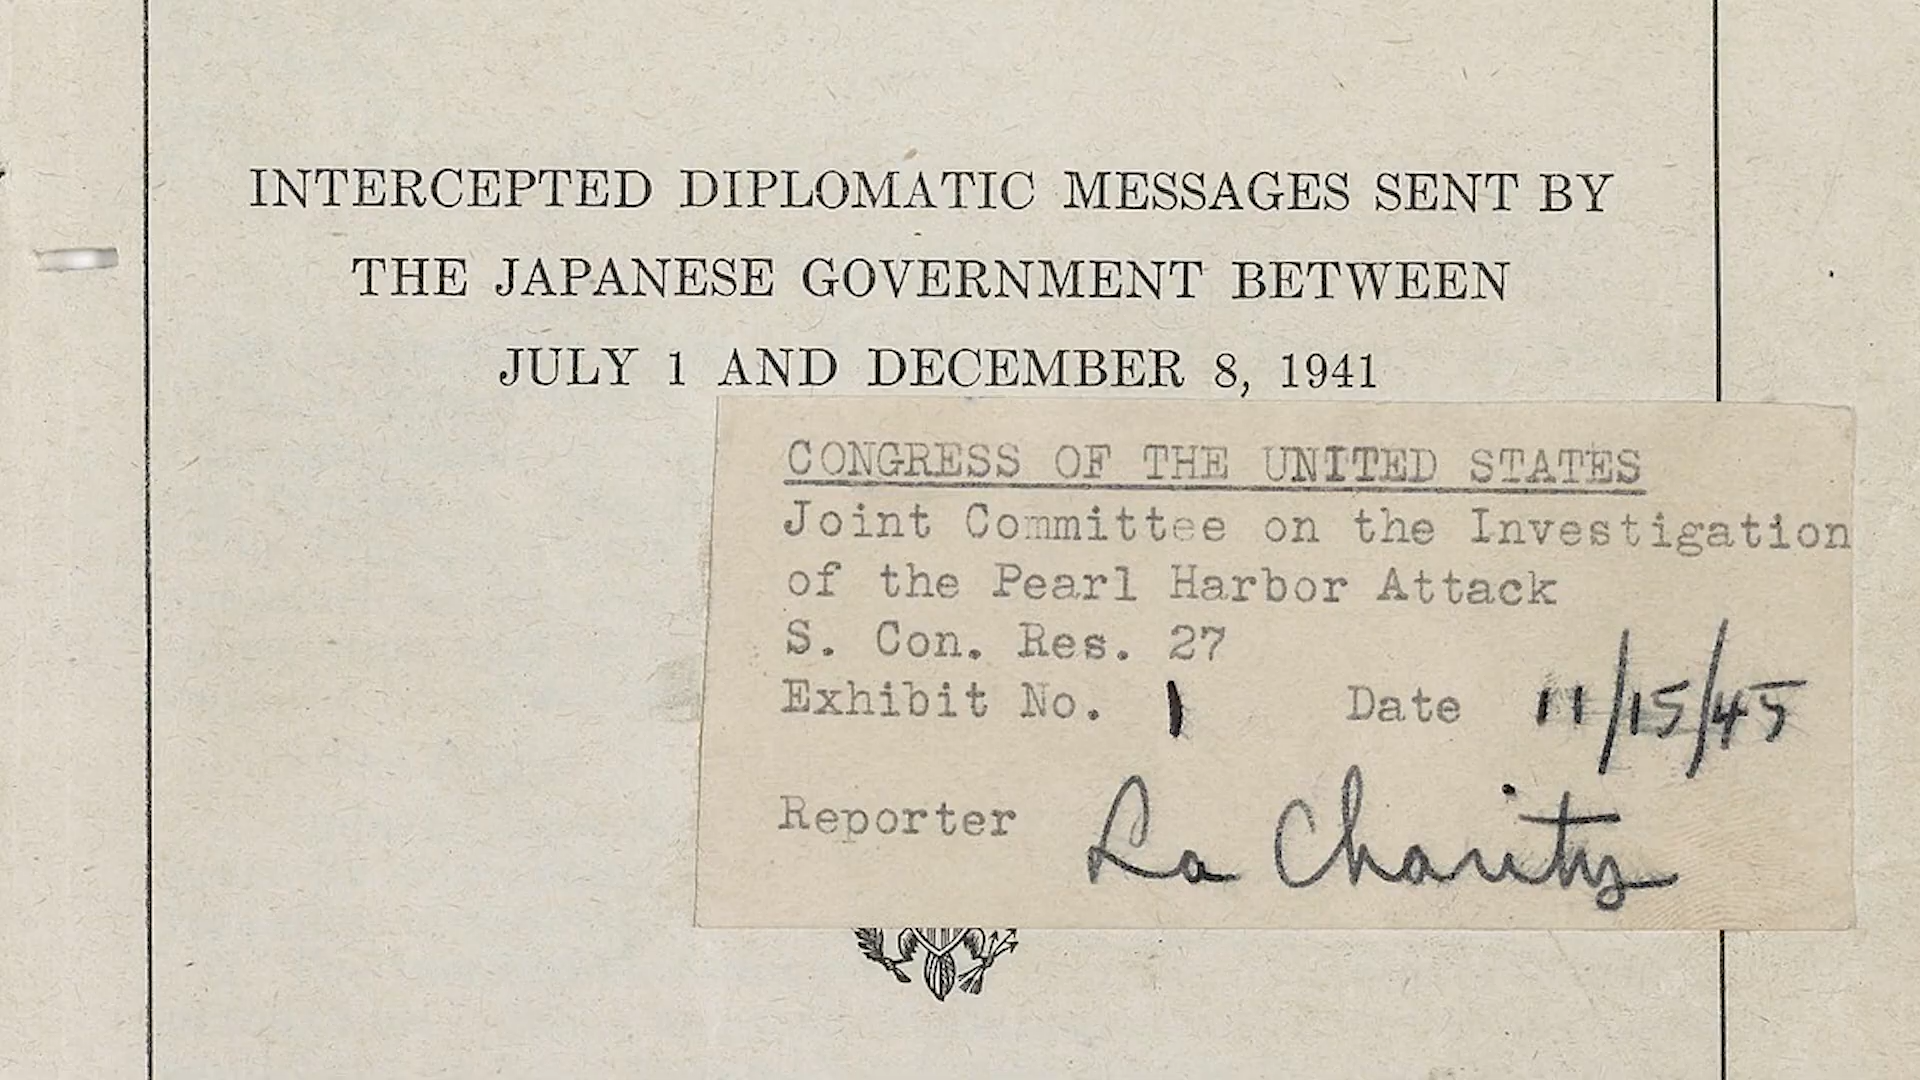 INTERCEPTED DIPLOMATIC MESSAGES SENT BY
THE JAPANESE GOVERNMENT BETWEEN
JULY 1 AND DECEMBER 8, 1941
CONGRESS OF THE UNITED STATES
Joint Committee on the Investigation
of the Pearl Harbor Attack
S. Con. Res. 27
Exhibit No. 1 Date 11/15/45
Reporter La Charity